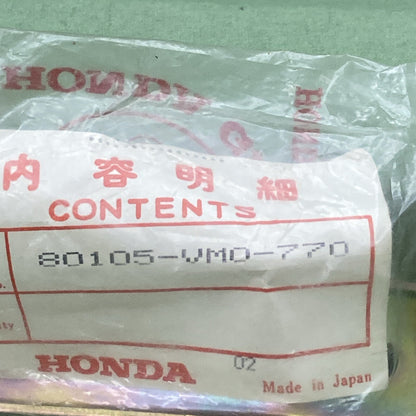 HONDA
内容明細
CONTENTS
80105-VM0-770
HONDA
02
Made in Japan